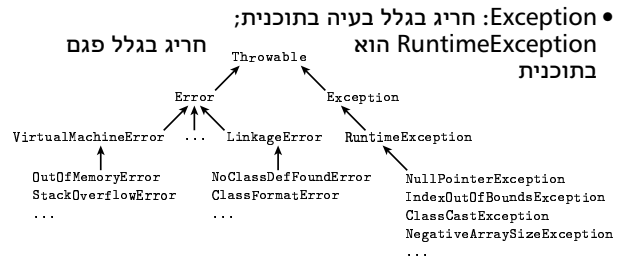 • Exception: חריג בגלל בעיה בתוכנית;
RuntimeException הוא חריג בגלל פגם
בתוכנית
Throwable
Error Exception
VirtualMachineError ... LinkageError RuntimeException
OutOfMemoryError NoClassDefFoundError NullPointerException
StackOverflowError ClassFormatError IndexOutOfBoundsException
... ... ClassCastException
NegativeArraySizeException
...